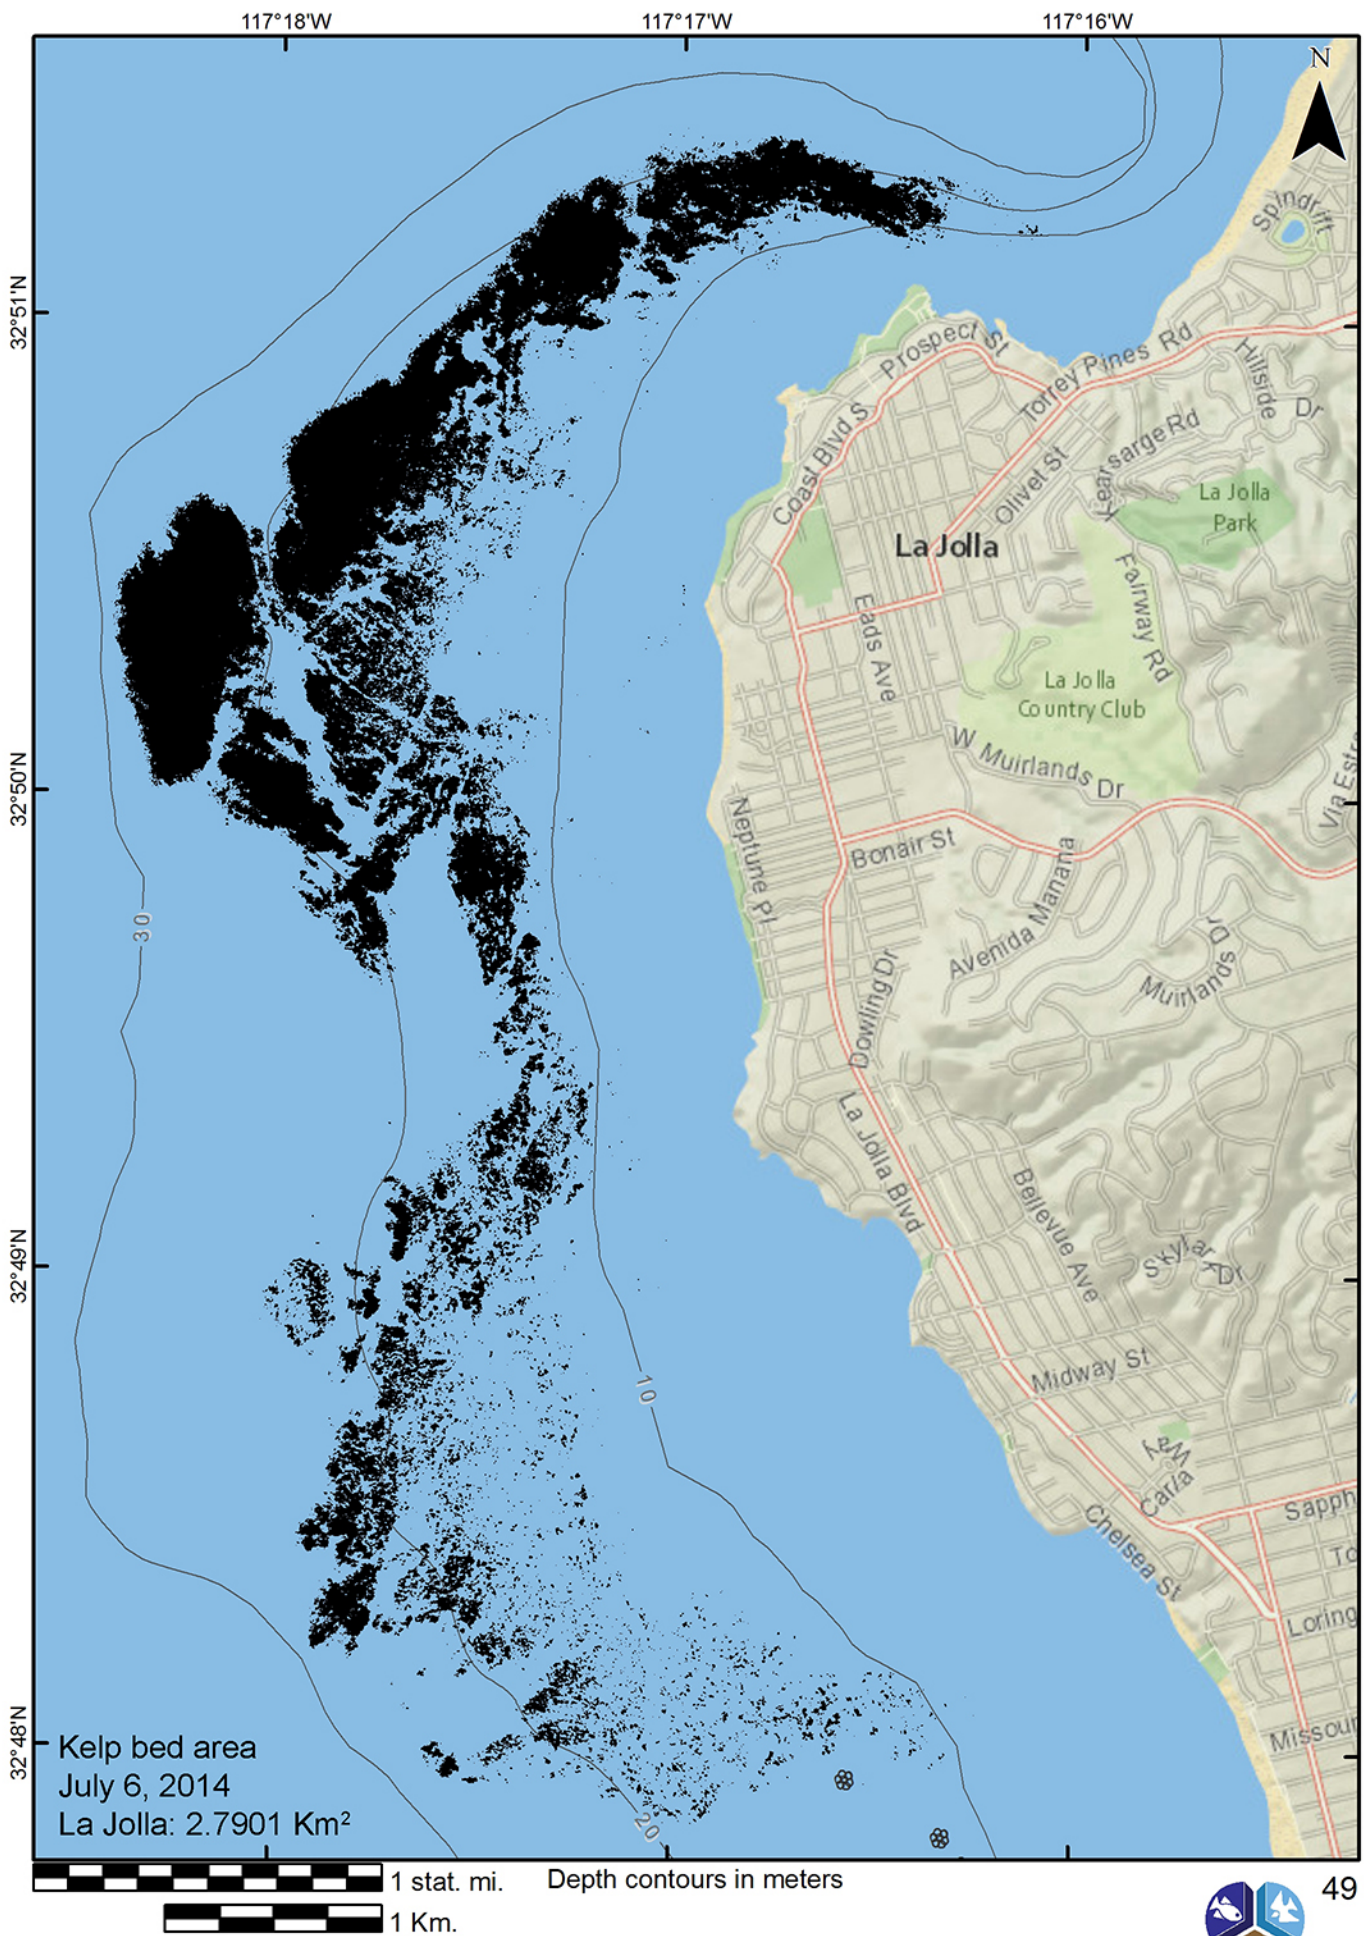 117°18'W
117°17'W
117°16'W
N
32°51'N
32°50'N
32°49'N
32°48'N
Spindrift
Prospect St
Torrey Pines Rd
Hillside Dr
Coast Blvd S
Kearsarge Rd
Olivet St
La Jolla
Park
La Jolla
Fairway Rd
Eads Ave
La Jolla
Country Club
W Muirlands Dr
Via Estra
Neptune Pl
Bonair St
Avenida Manana
Muirlands Dr
Dowling Dr
30
La Jolla Blvd
Bellevue Ave
Skylark Dr
Midway St
10
Carla Way
Chelsea St
Sapph
To
Loring
Missour
20
Kelp bed area
July 6, 2014
La Jolla: 2.7901 Km²
1 stat. mi.
Depth contours in meters
1 Km.
49